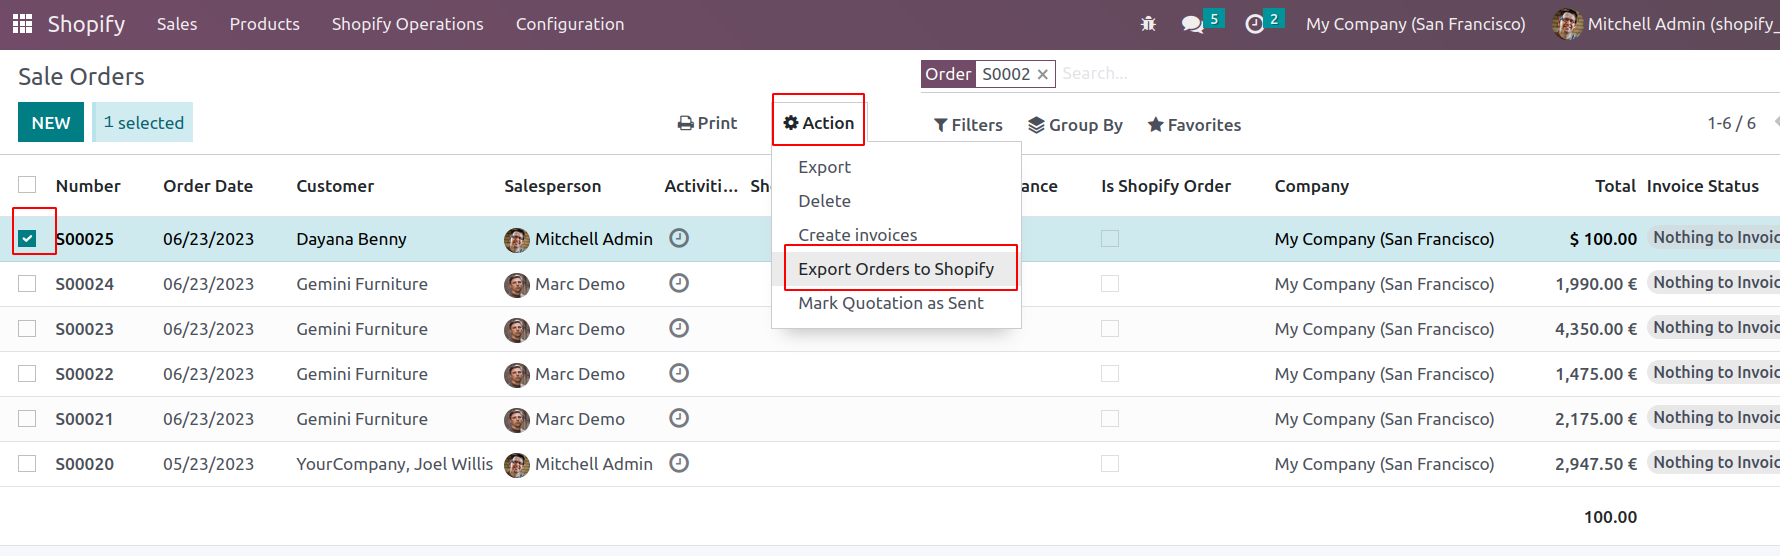 Shopify Sales Products Shopify Operations Configuration 5 2 My Company (San Francisco) Mitchell Admin (shopify_
Sale Orders
Order S0002 × Search...
NEW 1 selected Print Action Filters Group By Favorites 1-6 / 6
Export
Delete
Create invoices
Export Orders to Shopify
Mark Quotation as Sent
Number Order Date Customer Salesperson Activiti... Is Shopify Order Company Total Invoice Status
S00025 06/23/2023 Dayana Benny Mitchell Admin My Company (San Francisco) $ 100.00 Nothing to Invoic
S00024 06/23/2023 Gemini Furniture Marc Demo My Company (San Francisco) 1,990.00 € Nothing to Invoic
S00023 06/23/2023 Gemini Furniture Marc Demo My Company (San Francisco) 4,350.00 € Nothing to Invoic
S00022 06/23/2023 Gemini Furniture Marc Demo My Company (San Francisco) 1,475.00 € Nothing to Invoic
S00021 06/23/2023 Gemini Furniture Marc Demo My Company (San Francisco) 2,175.00 € Nothing to Invoic
S00020 05/23/2023 YourCompany, Joel Willis Mitchell Admin My Company (San Francisco) 2,947.50 € Nothing to Invoic
100.00